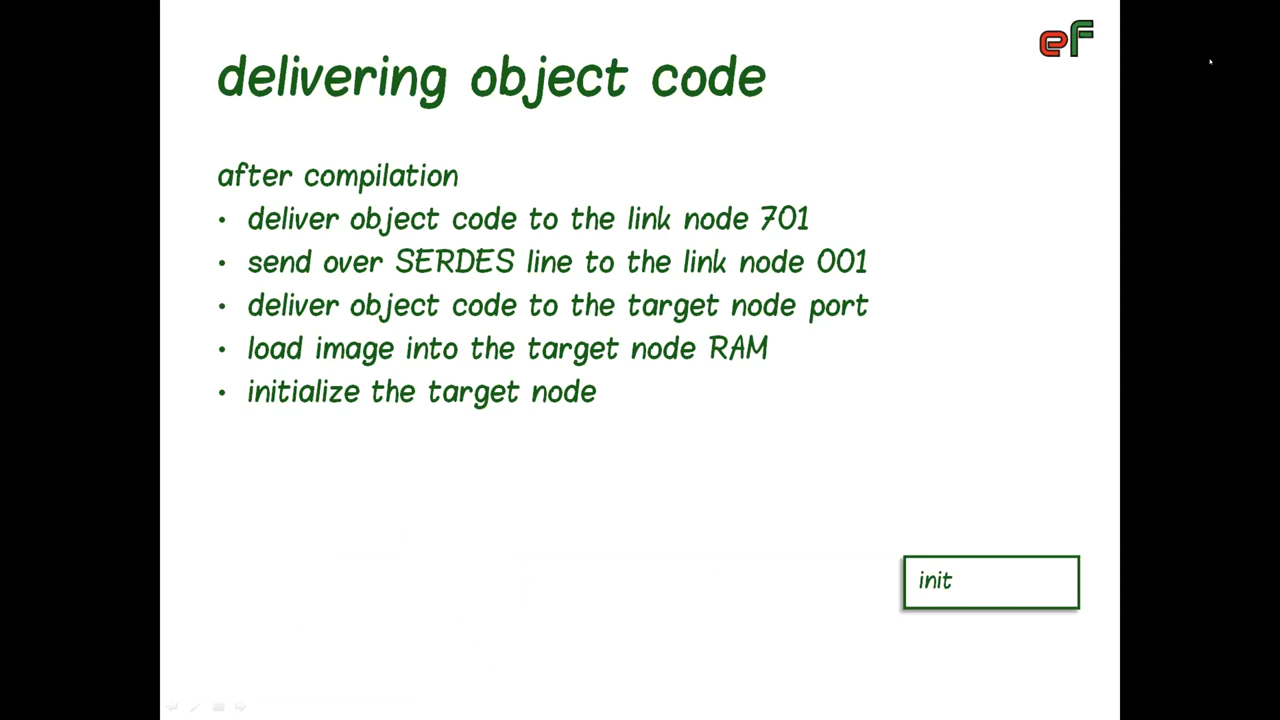 eF
delivering object code
after compilation
• deliver object code to the link node 701
• send over SERDES line to the link node 001
• deliver object code to the target node port
• load image into the target node RAM
• initialize the target node
init